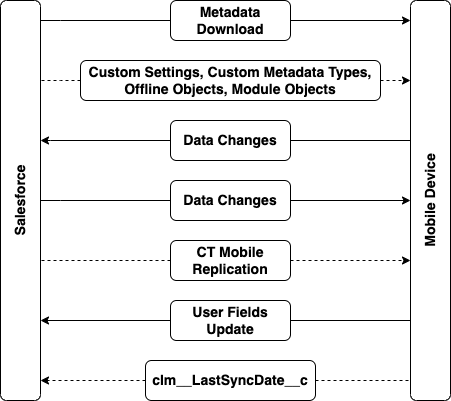 Metadata
Download
Custom Settings, Custom Metadata Types,
Offline Objects, Module Objects
Data Changes
Salesforce
Mobile Device
Data Changes
CT Mobile
Replication
User Fields
Update
clm__LastSyncDate__c